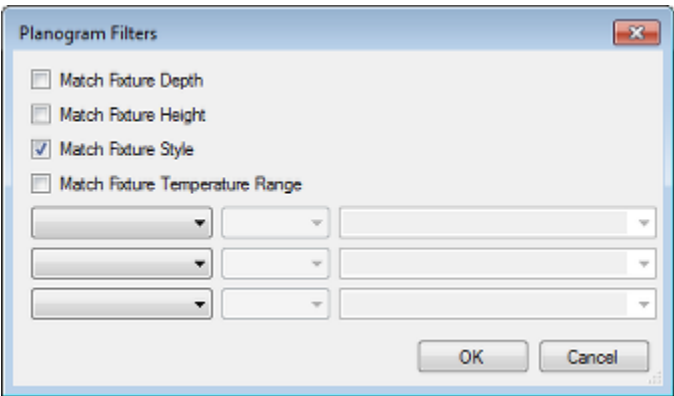 Planogram Filters
Match Fixture Depth
Match Fixture Height
Match Fixture Style
Match Fixture Temperature Range
OK Cancel